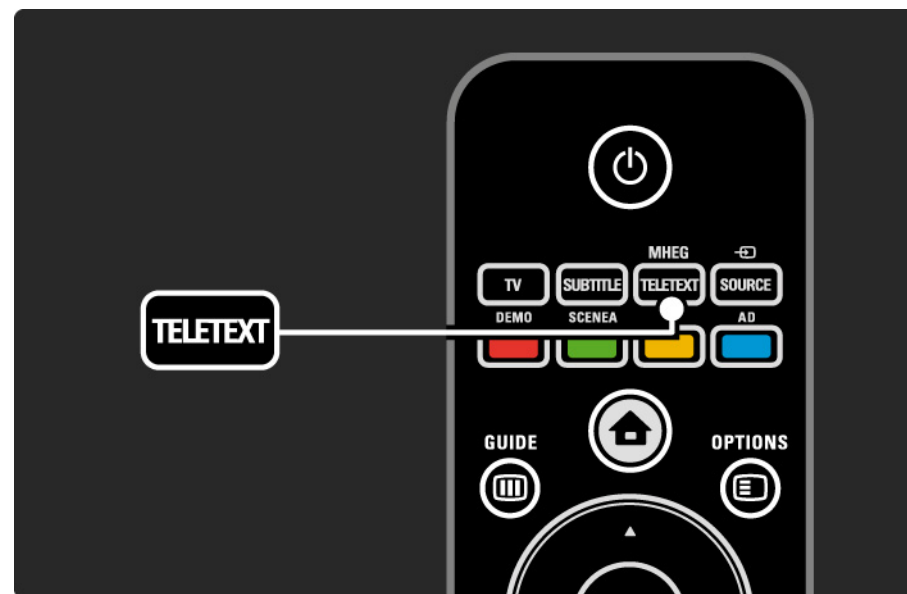 MHEG
TV SUBTITLE TELETEXT SOURCE
DEMO SCENEA AD
TELETEXT
GUIDE OPTIONS